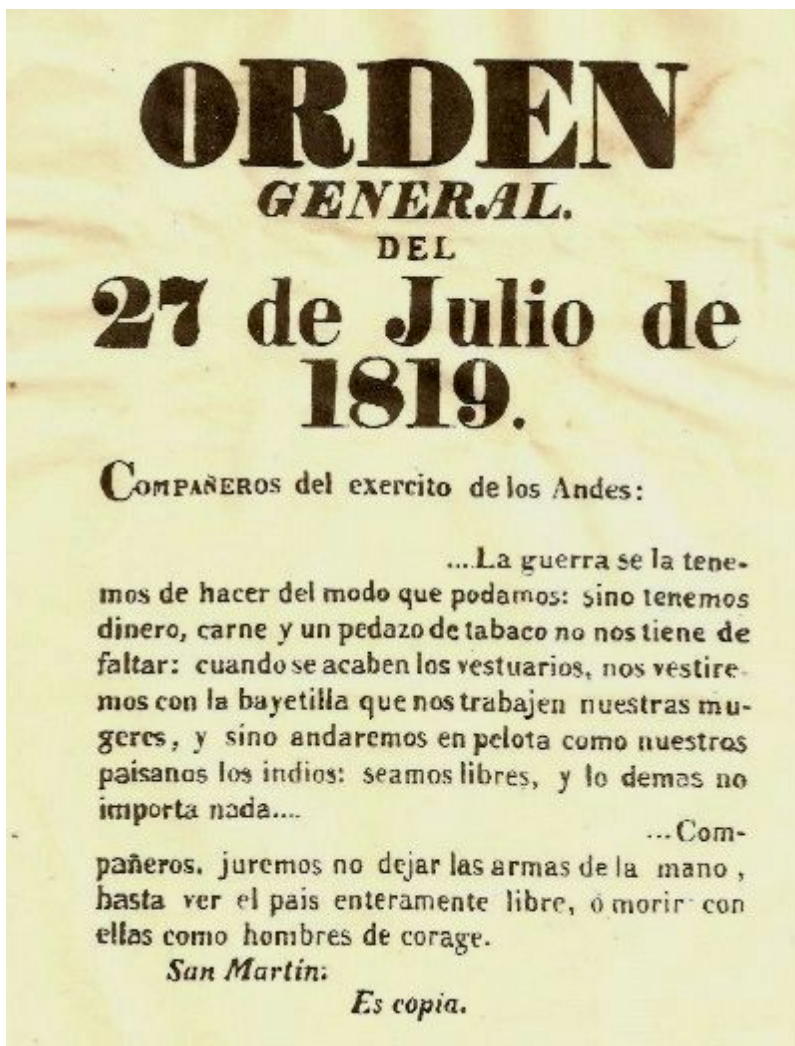 ORDEN
GENERAL.
DEL
27 de Julio de
1819.
COMPAÑEROS del exercito de los Andes:
...La guerra se la tene-
mos de hacer del modo que podamos: sino tenemos
dinero, carne y un pedazo de tabaco no nos tiene de
faltar: cuando se acaben los vestuarios, nos vestire-
mos con la bayetilla que nos trabajen nuestras mu-
geres, y sino andaremos en pelota como nuestros
paisanos los indios: seamos libres, y lo demas no
importa nada....
...Com-
pañeros. juremos no dejar las armas de la mano,
hasta ver el pais enteramente libre, ó morir con
ellas como hombres de corage.
San Martin:
Es copia.